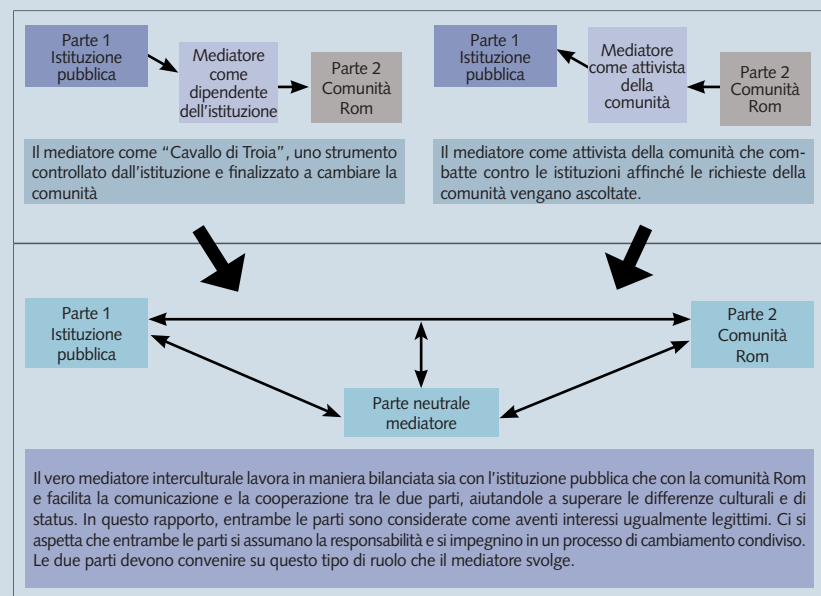 Parte 1
Istituzione
pubblica
Mediatore
come
dipendente
dell'istituzione
Parte 2
Comunità
Rom
Il mediatore come “Cavallo di Troia”, uno strumento
controllato dall'istituzione e finalizzato a cambiare la
comunità
Parte 1
Istituzione
pubblica
Mediatore
come attivista
della
comunità
Parte 2
Comunità
Rom
Il mediatore come attivista della comunità che com-
batte contro le istituzioni affinché le richieste della
comunità vengano ascoltate.
Parte 1
Istituzione
pubblica
Parte 2
Comunità
Rom
Parte neutrale
mediatore
Il vero mediatore interculturale lavora in maniera bilanciata sia con l'istituzione pubblica che con la comunità Rom
e facilita la comunicazione e la cooperazione tra le due parti, aiutandole a superare le differenze culturali e di
status. In questo rapporto, entrambe le parti sono considerate come aventi interessi ugualmente legittimi. Ci si
aspetta che entrambe le parti si assumano la responsabilità e si impegnino in un processo di cambiamento condiviso.
Le due parti devono convenire su questo tipo di ruolo che il mediatore svolge.